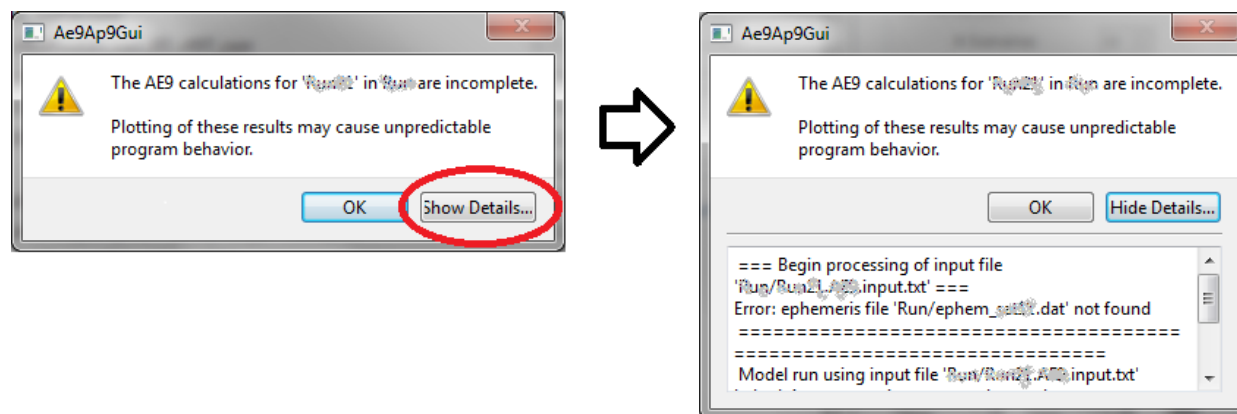 Ae9Ap9Gui
The AE9 calculations for ' ' in ' are incomplete.
Plotting of these results may cause unpredictable
program behavior.
OK
Show Details...
Ae9Ap9Gui
The AE9 calculations for ' ' in are incomplete.
Plotting of these results may cause unpredictable
program behavior.
OK
Hide Details...
=== Begin processing of input file
' .input.txt' ===
Error: ephemeris file 'Run/ephem_ .dat' not found
======================================
================================
Model run using input file ' .input.txt'